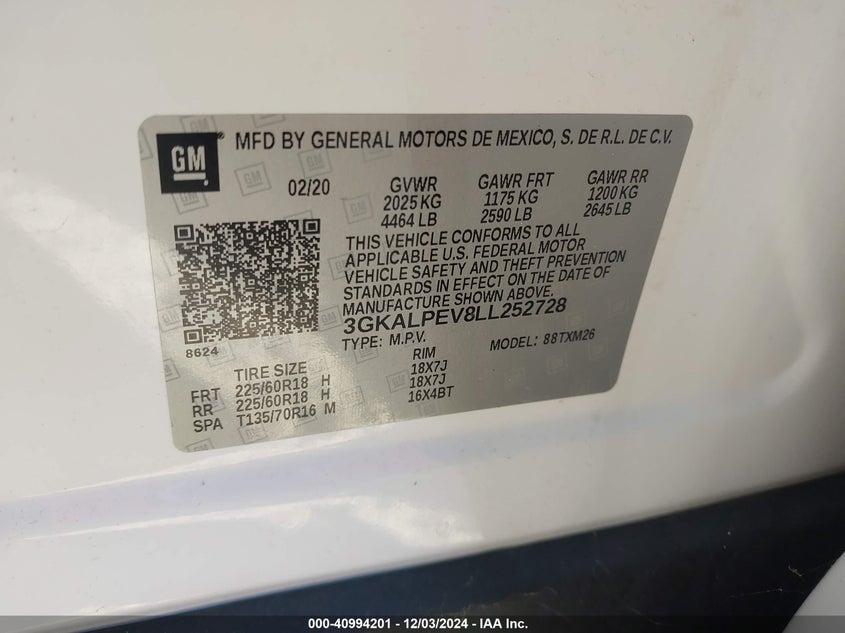 GM
MFD BY GENERAL MOTORS DE MEXICO, S. DE R.L. DE C.V.
02/20
GVWR GAWR FRT GAWR RR
2025 KG 1175 KG 1200 KG
4464 LB 2590 LB 2645 LB
THIS VEHICLE CONFORMS TO ALL
APPLICABLE U.S. FEDERAL MOTOR
VEHICLE SAFETY AND THEFT PREVENTION
STANDARDS IN EFFECT ON THE DATE OF
MANUFACTURE SHOWN ABOVE.
3GKALPEV8LL252728
8624
TYPE: M.P.V. MODEL: 88TXM26
TIRE SIZE RIM
FRT 225/60R18 H 18X7J
RR 225/60R18 H 18X7J
SPA T135/70R16 M 16X4BT
000-40994201 - 12/03/2024 - IAA Inc.